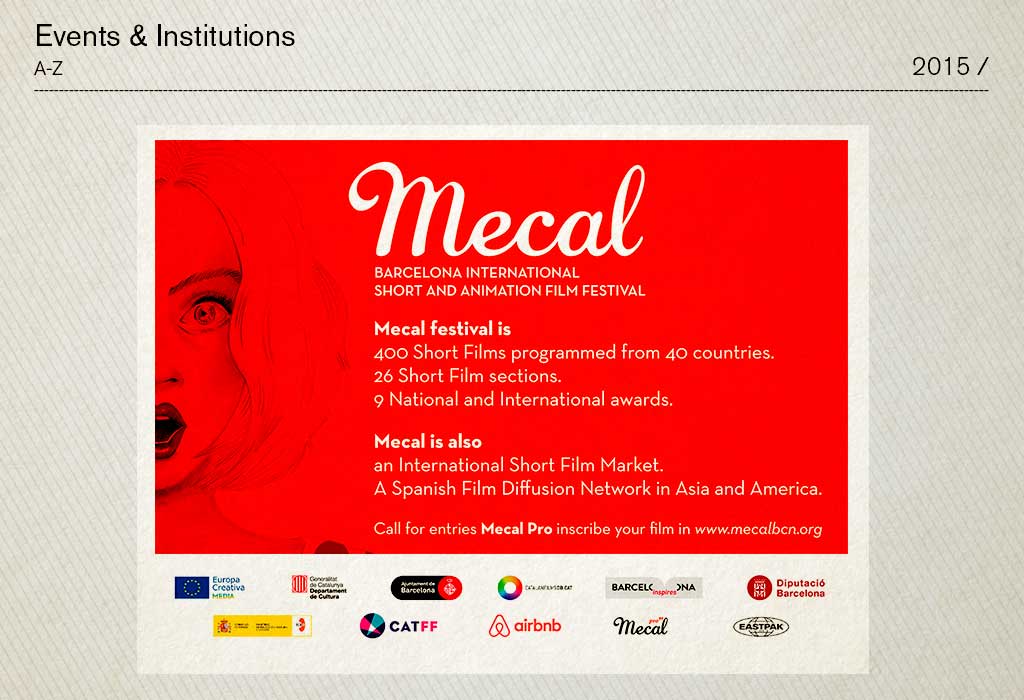 Events & Institutions
A-Z
2015 /
Mecal
BARCELONA INTERNATIONAL
SHORT AND ANIMATION FILM FESTIVAL
Mecal festival is
400 Short Films programmed from 40 countries.
26 Short Film sections.
9 National and International awards.
Mecal is also
an International Short Film Market.
A Spanish Film Diffusion Network in Asia and America.
Call for entries Mecal Pro inscribe your film in www.mecalbcn.org
Europa
Creativa
MEDIA
Generalitat
de Catalunya
Departament
de Cultura
Ajuntament de
Barcelona
BARCEL ONA
inspires
Diputació
Barcelona
CATFF
airbnb
pro
Mecal
EASTPAK